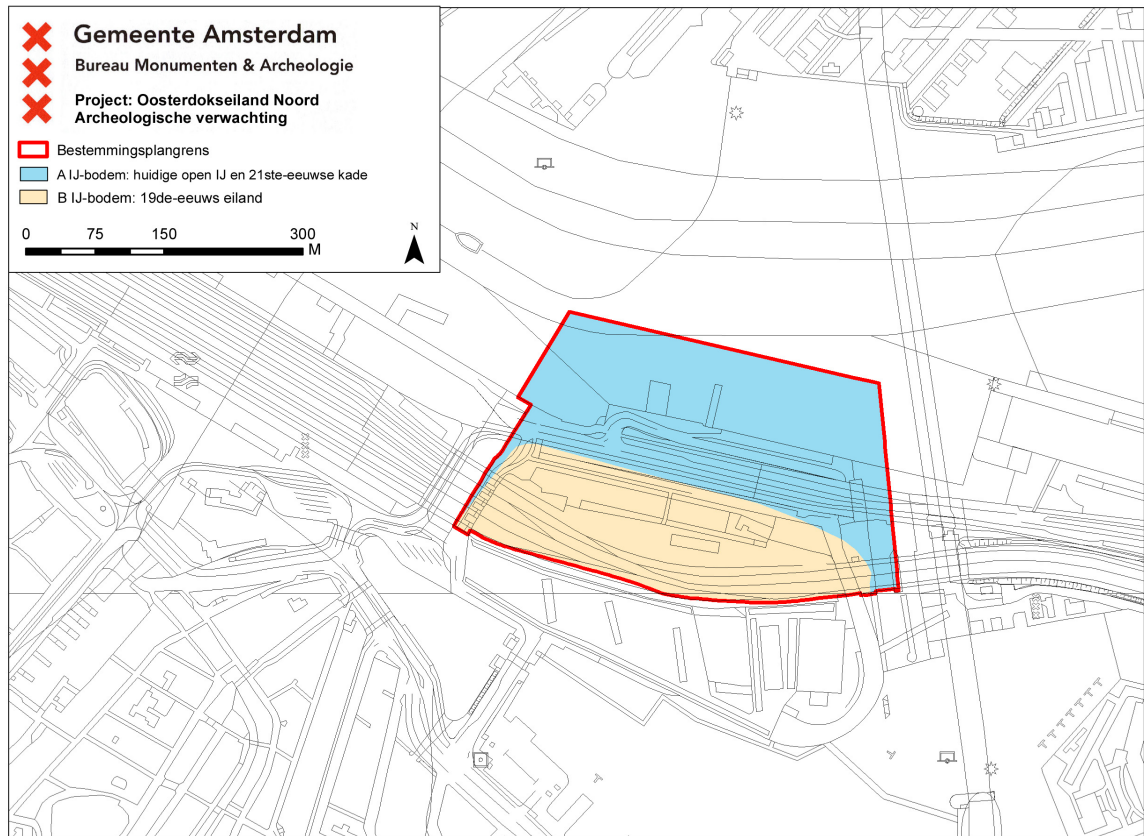 Gemeente Amsterdam
Bureau Monumenten & Archeologie
Project: Oosterdokseiland Noord
Archeologische verwachting
Bestemmingsplangrens
A IJ-bodem: huidige open IJ en 21ste-eeuwse kade
B IJ-bodem: 19de-eeuws eiland
0 75 150 300
M
N